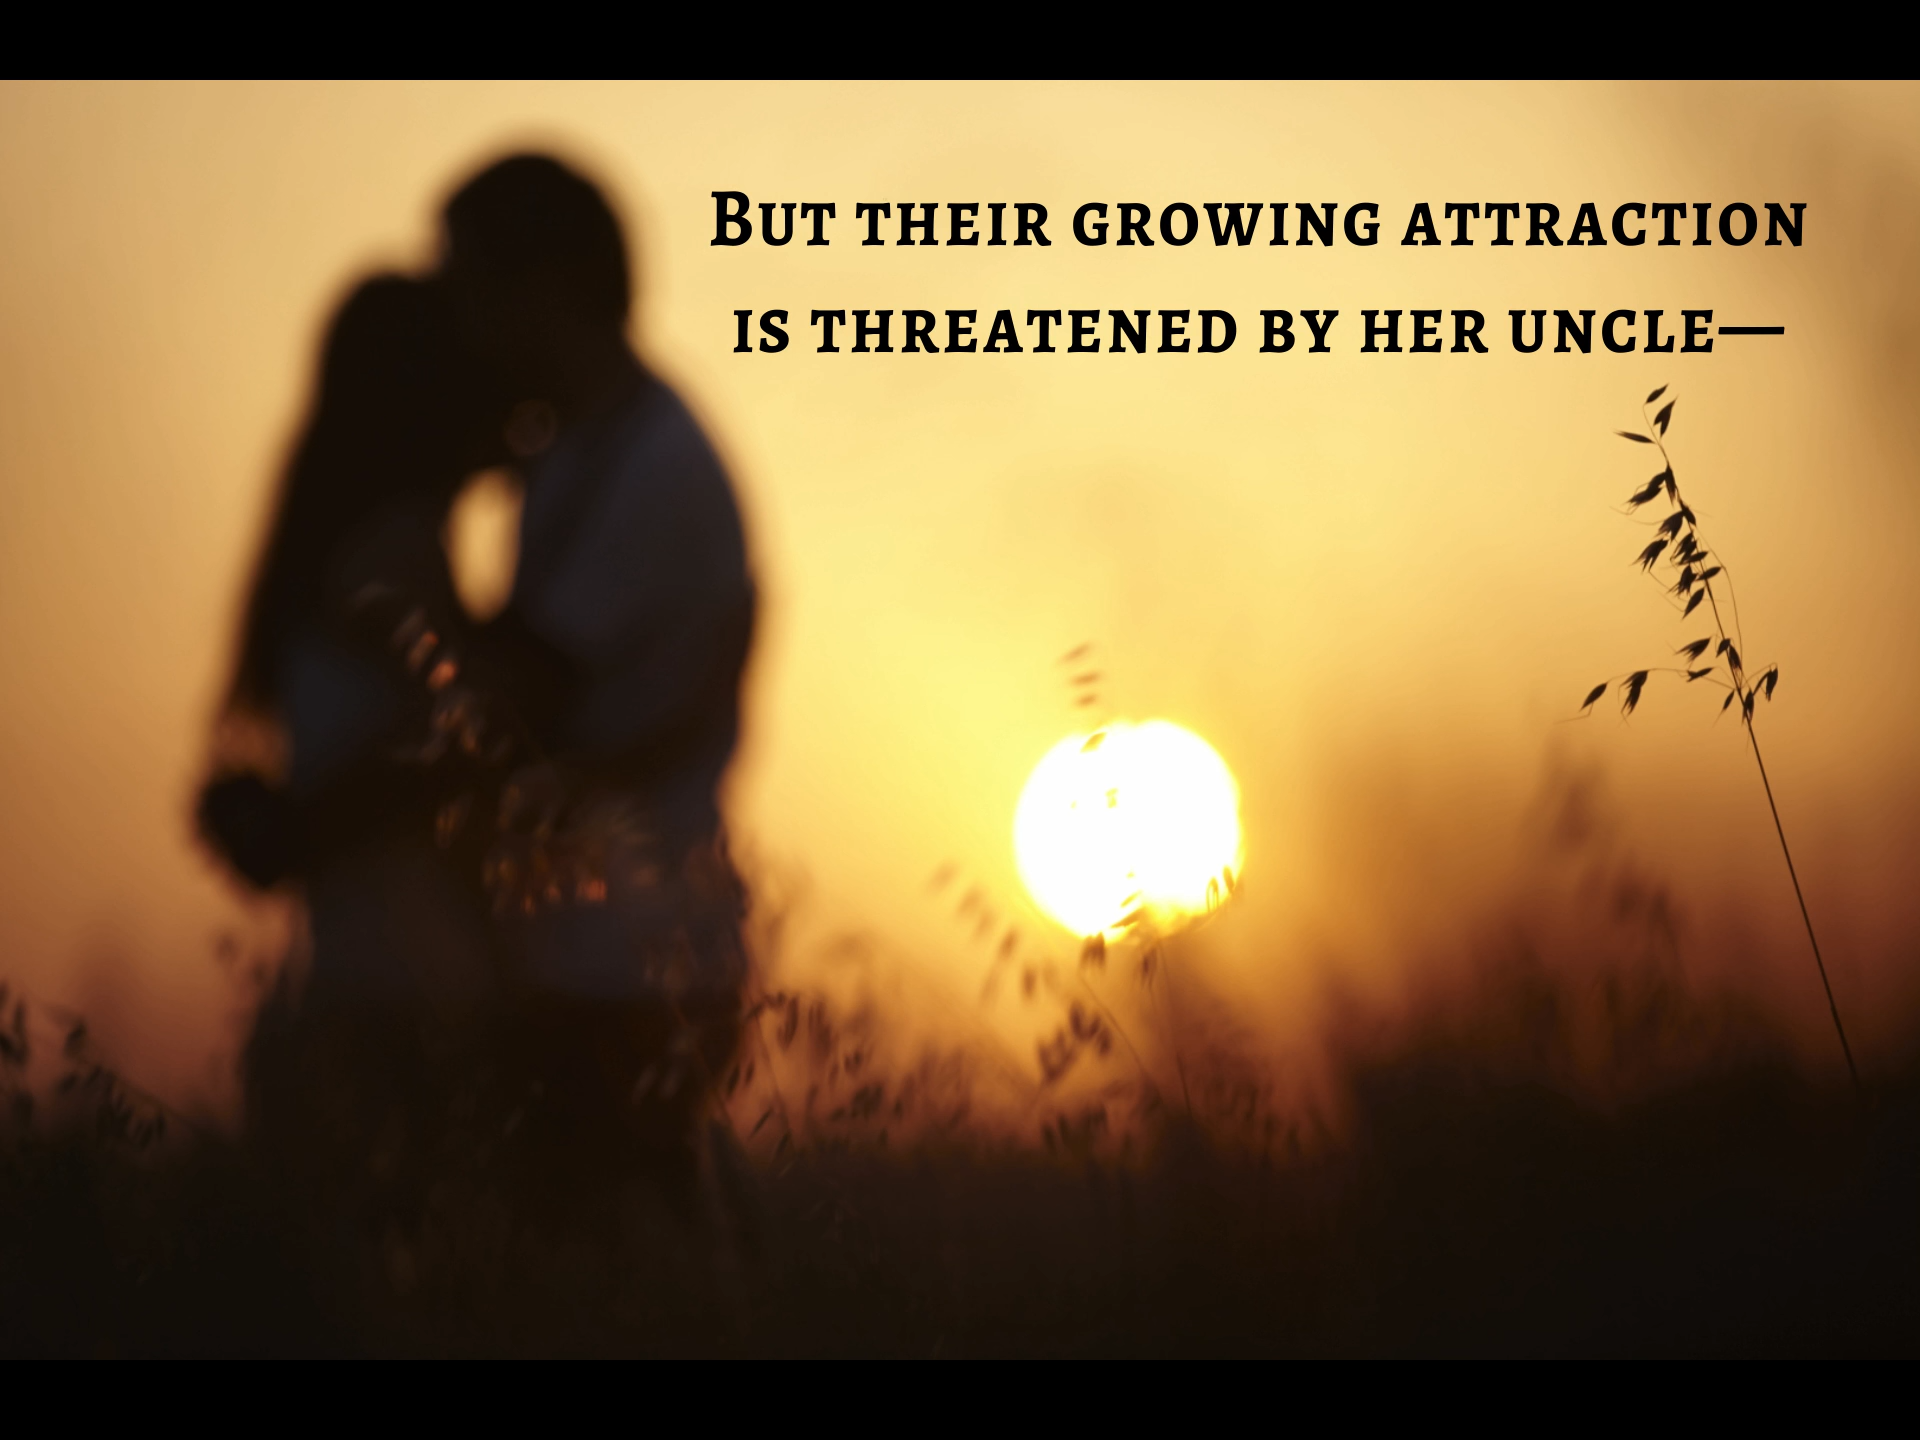 But their growing attraction
is threatened by her uncle—